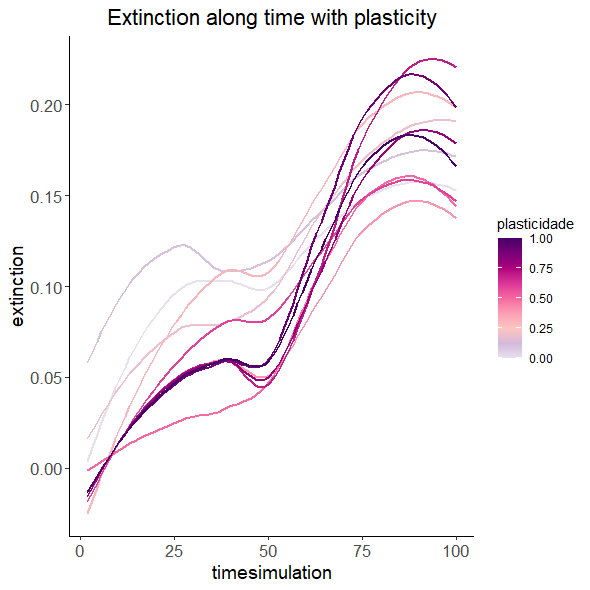 Extinction along time with plasticity
extinction
0.20
0.15
0.10
0.05
0.00
0 25 50 75 100
timesimulation
plasticidade
1.00
0.75
0.50
0.25
0.00